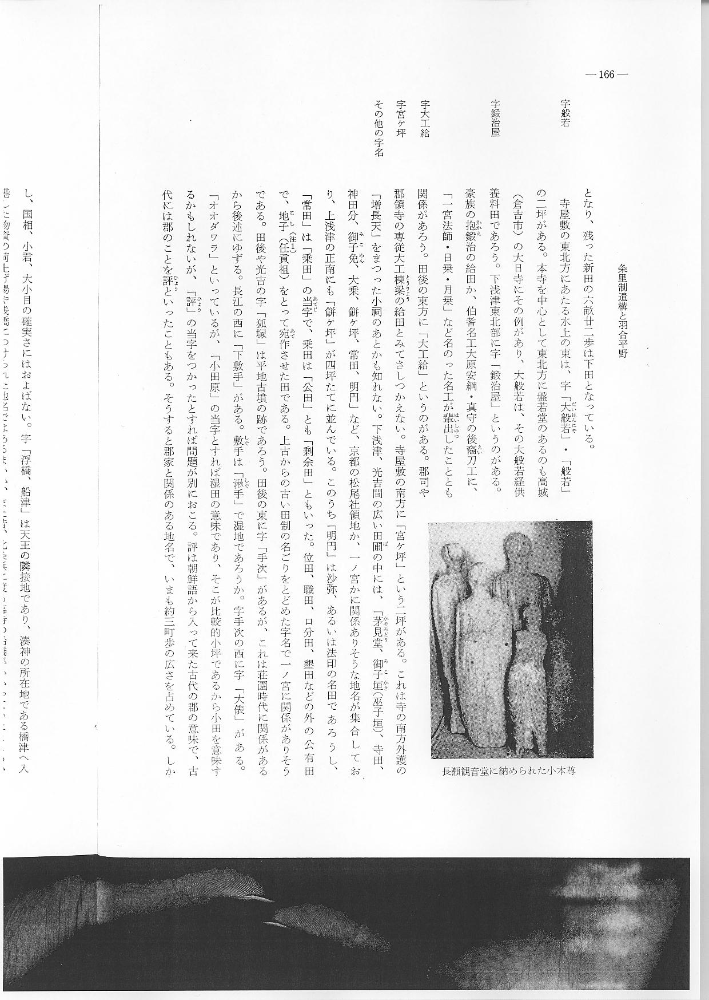 — 166 —
条里制遺構と羽合平野
字般若
字鍛冶屋
字大工給
字宮ヶ坪
その他の字名
となり、残った新田の六畝廿二歩は下田となっている。
寺屋敷の東北方にあたる水上の東は、字「大般若」・「般若」
の二坪がある。本寺を中心として東北方に盤若堂のあるのも高城
（倉吉市）の大日寺にその例があり、大般若は、その大般若経供
養料田であろう。下浅津東北部に字「鍛冶屋」というのがある。
豪族の抱鍛冶の給田か、伯耆名工大原安綱・真守の後裔刀工に、
「一宮法師・日乗・月乗」など名のった名工が輩出したこととも
関係があろう。田後の東方に「大工給」というのがある。郡司や
郡領寺の専従大工棟梁の給田とみてさしつかえない。寺屋敷の南方に「宮ヶ坪」という二坪がある。これは寺の南方外護の
「増長天」をまつった小祠のあとかも知れない。下浅津、光吉間の広い田圃の中には、「茅見堂、御子垣（巫子垣）、寺田、
神田分、御子免、大乗、餅ヶ坪、常田、明円」など、京都の松尾社領地か、一ノ宮かに関係ありそうな地名が集合してお
り、上浅津の正南にも「餅ヶ坪」が四坪たてに並んでいる。このうち「明円」は沙弥、あるいは法印の名田であろうし、
「常田」は「乗田」の当字で、乗田は「公田」とも「剰余田」ともいった。位田、職田、口分田、墾田などの外の公有田
で、地子（注1）（任貢祖）をとって宛作させた田である。上古からの古い田制の名ごりをとどめた字名で一ノ宮に関係がありそう
である。田後や光吉の字「狐塚」は平地古墳の跡であろう。田後の東に字「手次」があるが、これは荘園時代に関係がある
から後述にゆずる。長江の西に「下敷手」がある。敷手は「湫手」で湿地であろうか。字手次の西に字「大俵」がある。
「オオダワラ」といっているが、「小田原」の当字とすれば湿田の意味であり、そこが比較的小坪であるから小田を意味す
るかもしれないが、「評」の当字をつかったとすれば問題が別におこる。評は朝鮮語から入って来た古代の郡の意味で、古
代には郡のことを評といったこともある。そうすると郡家と関係のある地名で、いまも約三町歩の広さを占めている。しか
長瀬観音堂に納められた小本尊
し、国相、小君、大小目の確実さにはおよばない。字「浮橋、船津」は天王の隣接地であり、湊神の所在地である橋津へ入